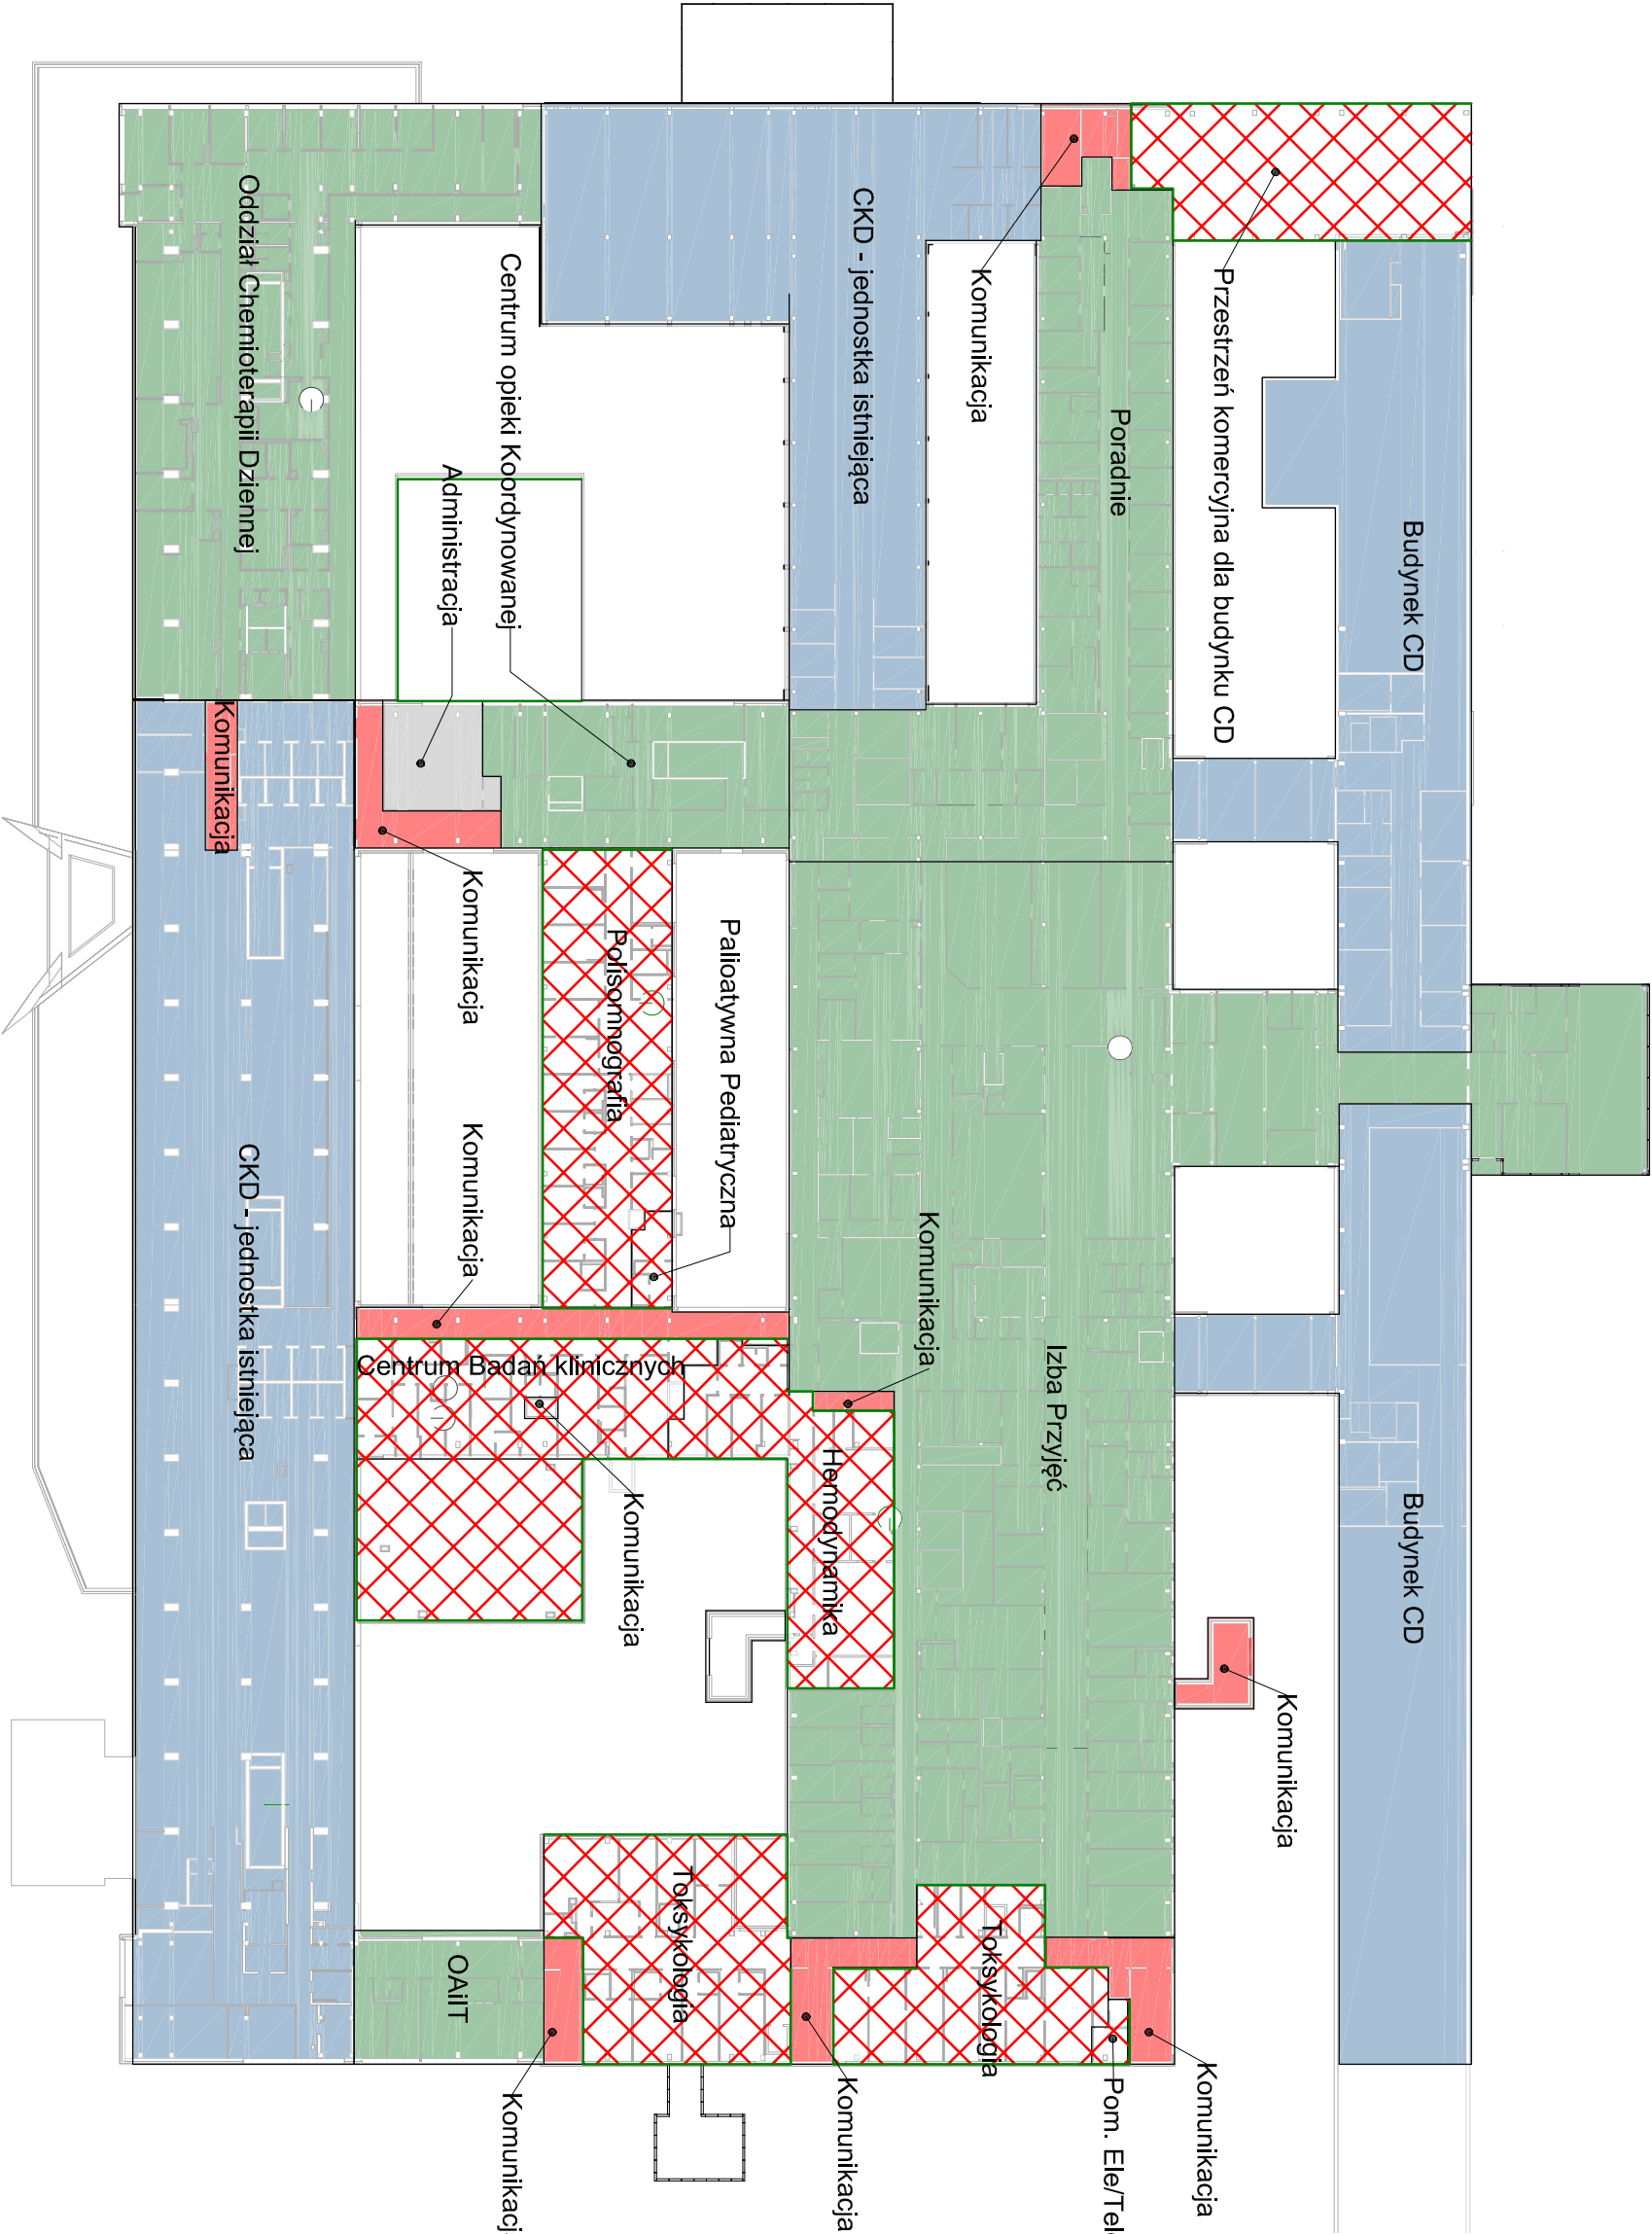 Przestrzeń komercyjna dla budynku CD
Budynek CD
Komunikacja
Poradnie
CKD - jednostka istniejąca
Centrum opieki Koordynowanej
Administracja
Oddział Chemioterapii Dziennej
Komunikacja
Komunikacja
Polisomnografia
Palioatywna Pediatryczna
Komunikacja
CKD - jednostka istniejąca
Komunikacja
Izba Przyjęć
Centrum Badań klinicznych
Komunikacja
Hemodynamika
Budynek CD
Komunikacja
Toksykologia
Toksykologia
OAiIT
Komunikacj
Komunikacja
Pom. Ele/Tel
Komunikacja